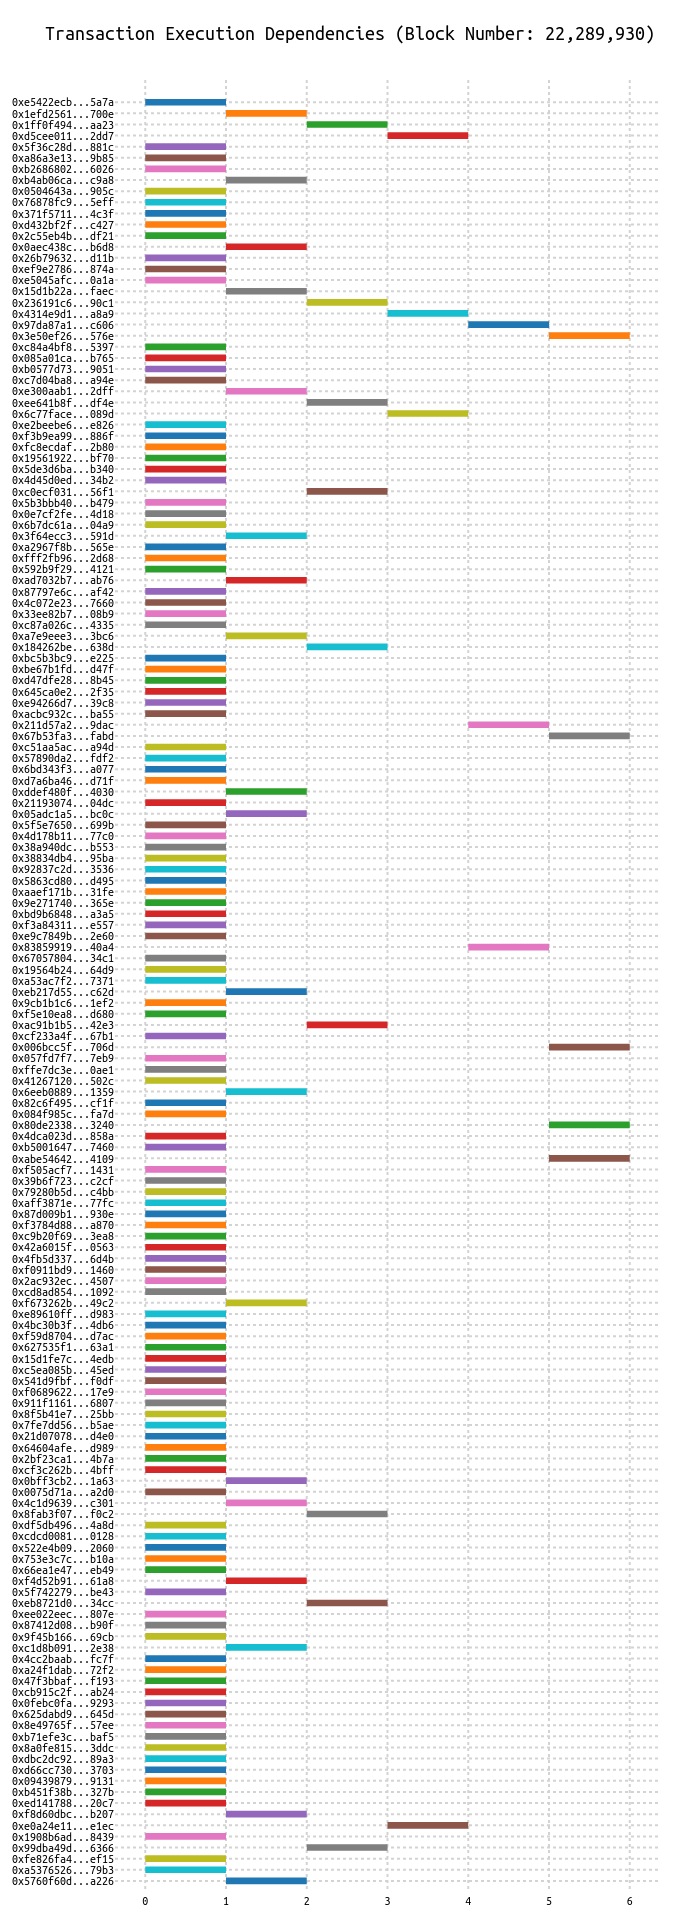 Transaction Execution Dependencies (Block Number: 22,289,930)
0xe5422ecb...5a7a
0x1efd2561...700e
0x1ff0f494...aa23
0xd5cee011...2dd7
0x5f36c28d...881c
0xa86a3e13...9b85
0xb2686802...6026
0xb4ab06ca...c9a8
0x0504643a...905c
0x76878fc9...5eff
0x371f5711...4c3f
0xd432bf2f...c427
0x2c55eb4b...df21
0x0aec438c...b6d8
0x26b79632...d11b
0xef9e2786...874a
0xe5045afc...0a1a
0x15d1b22a...faec
0x236191c6...90c1
0x4314e9d1...a8a9
0x97da87a1...c606
0x3e50ef26...576e
0xc84a4bf8...5397
0x085a01ca...b765
0xb0577d73...9051
0xc7d04ba8...a94e
0xe300aab1...2dff
0xee641b8f...df4e
0x6c77face...089d
0xe2beebe6...e826
0xf3b9ea99...886f
0xfc8ecdaf...2b80
0x19561922...bf70
0x5de3d6ba...b340
0x4d45d0ed...34b2
0xc0ecf031...56f1
0x5b3bbb40...b479
0x0e7cf2fe...4d18
0x6b7dc61a...04a9
0x3f64ecc3...591d
0xa2967f8b...565e
0xfff2fb96...2d68
0x592b9f29...4121
0xad7032b7...ab76
0x87797e6c...af42
0x4c072e23...7660
0x33ee82b7...08b9
0xc87a026c...4335
0xa7e9eee3...3bc6
0x184262be...638d
0xbc5b3bc9...e225
0xbe67b1fd...d47f
0xd47dfe28...8b45
0x645ca0e2...2f35
0xe94266d7...39c8
0xacbc932c...ba55
0x211d57a2...9dac
0x67b53fa3...fabd
0xc51aa5ac...a94d
0x57890da2...fdf2
0x6bd343f3...a077
0xd7a6ba46...d71f
0xddef480f...4030
0x21193074...04dc
0x05adc1a5...bc0c
0x5f5e7650...699b
0x4d178b11...77c0
0x38a940dc...b553
0x38834db4...95ba
0x92837c2d...3536
0x5863cd80...d495
0xaaef171b...31fe
0x9e271740...365e
0xbd9b6848...a3a5
0xf3a84311...e557
0xe9c7849b...2e60
0x83859919...40a4
0x67057804...34c1
0x19564b24...64d9
0xa53ac7f2...7371
0xeb217d55...c62d
0x9cb1b1c6...1ef2
0xf5e10ea8...d680
0xac91b1b5...42e3
0xcf233a4f...67b1
0x006bcc5f...706d
0x057fd7f7...7eb9
0xffe7dc3e...0ae1
0x41267120...502c
0x6eeb0889...1359
0x82c6f495...cf1f
0x084f985c...fa7d
0x80de2338...3240
0x4dca023d...858a
0xb5001647...7460
0xabe54642...4109
0xf505acf7...1431
0x39b6f723...c2cf
0x79280b5d...c4bb
0xaff3871e...77fc
0x87d009b1...930e
0xf3784d88...a870
0xc9b20f69...3ea8
0x42a6015f...0563
0x4fb5d337...6d4b
0xf0911bd9...1460
0x2ac932ec...4507
0xcd8ad854...1092
0xf673262b...49c2
0xe89610ff...d983
0x4bc30b3f...4db6
0xf59d8704...d7ac
0x627535f1...63a1
0x15d1fe7c...4edb
0xc5ea085b...45ed
0x541d9fbf...f0df
0xf0689622...17e9
0x911f1161...6807
0x8f5b41e7...25bb
0x7fe7dd56...b5ae
0x21d07078...d4e0
0x64604afe...d989
0x2bf23ca1...4b7a
0xcf3c262b...4bff
0x0bff3cb2...1a63
0x0075d71a...a2d0
0x4c1d9639...c301
0x8fab3f07...f0c2
0xdf5db496...4a8d
0xcdcd0081...0128
0x522e4b09...2060
0x753e3c7c...b10a
0x66ea1e47...eb49
0xf4d52b91...61a8
0x5f742279...be43
0xeb8721d0...34cc
0xee022eec...807e
0x87412d08...b90f
0x9f45b166...69cb
0xc1d8b091...2e38
0x4cc2baab...fc7f
0xa24f1dab...72f2
0x47f3bbaf...f193
0xcb915c2f...ab24
0x0febc0fa...9293
0x625dabd9...645d
0x8e49765f...57ee
0xb71efe3c...baf5
0x8a0fe815...3ddc
0xdbc2dc92...89a3
0xd66cc730...3703
0x09439879...9131
0xb451f38b...327b
0xed141788...20c7
0xf8d60dbc...b207
0xe0a24e11...e1ec
0x1908b6ad...8439
0x99dba49d...6366
0xfe826fa4...ef15
0xa5376526...79b3
0x5760f60d...a226
0 1 2 3 4 5 6